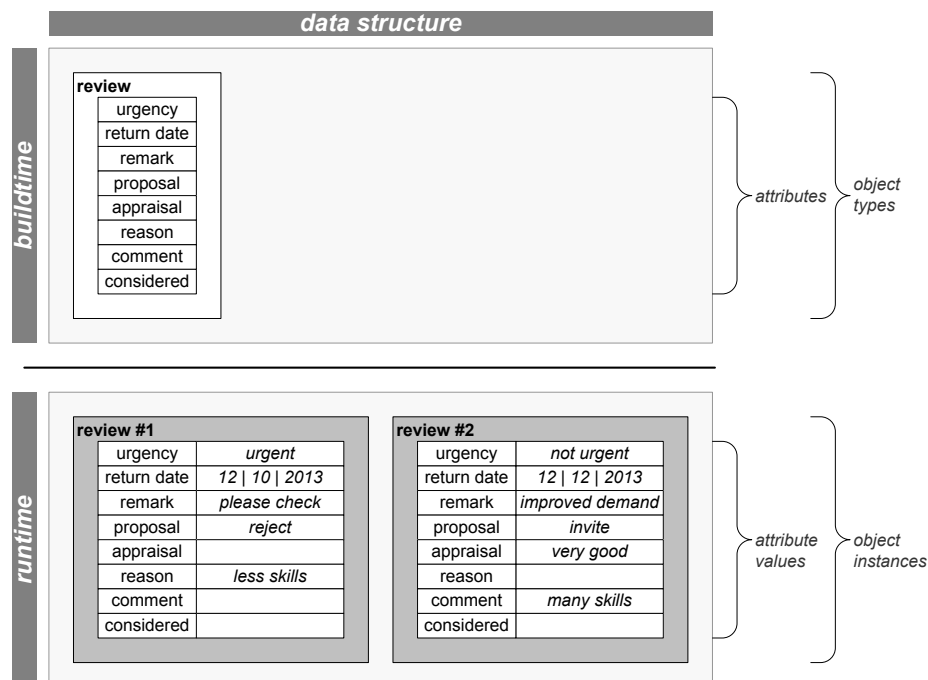 data structure
buildtime
review
urgency
return date
remark
proposal
appraisal
reason
comment
considered
attributes
object
types
runtime
review #1
urgency urgent
return date 12 | 10 | 2013
remark please check
proposal reject
appraisal
reason less skills
comment
considered
review #2
urgency not urgent
return date 12 | 12 | 2013
remark improved demand
proposal invite
appraisal very good
reason
comment many skills
considered
attribute
values
object
instances